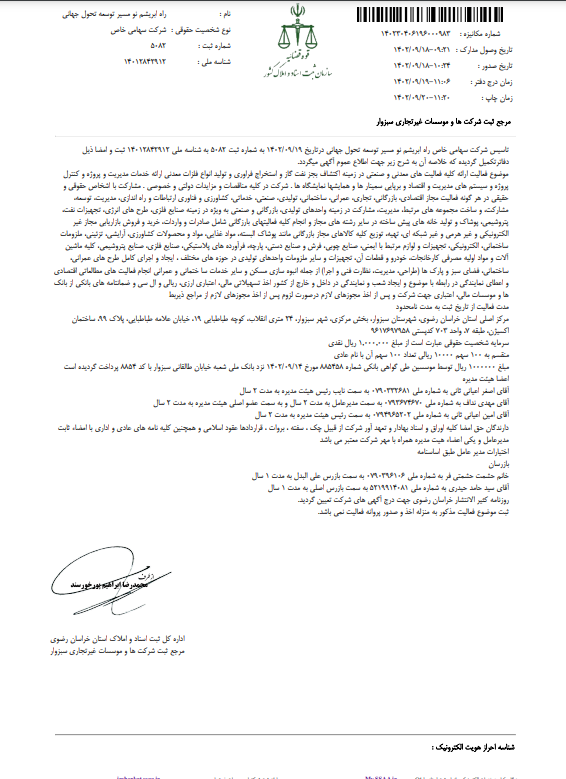 شماره مکانیزه : ۱۴۰۲۳۰۴۰۶۱۹۶۰۰۰۹۸۳
تاریخ وصول مدارک : ۱۴۰۲/۰۹/۱۸-۰۹:۲۱
تاریخ صدور : ۱۴۰۲/۰۹/۱۸-۱۰:۲۴
زمان درج دفتر : ۱۴۰۲/۰۹/۱۹-۱۱:۰۶
زمان چاپ : ۱۴۰۲/۰۹/۲۰-۱۱:۲۰
قوه قضائیه
سازمان ثبت اسناد و املاک کشور
نام : راه ابریشم نو مسیر توسعه تحول جهانی
نوع شخصیت حقوقی : شرکت سهامی خاص
شماره ثبت : ۵۰۸۲
شناسه ملی : ۱۴۰۱۲۸۴۲۹۱۲
مرجع ثبت شرکت ها و موسسات غیرتجاری سبزوار
تاسیس شرکت سهامی خاص راه ابریشم نو مسیر توسعه تحول جهانی درتاریخ ۱۴۰۲/۰۹/۱۹ به شماره ثبت ۵۰۸۲ به شناسه ملی ۱۴۰۱۲۸۴۲۹۱۲ ثبت و امضا ذیل
دفاترتکمیل گردیده که خلاصه آن به شرح زیر جهت اطلاع عموم آگهی میگردد.
موضوع فعالیت :ارائه کلیه فعالیت های معدنی و صنعتی در زمینه اکتشاف بجز نفت گاز و استخراج فراوری و تولید انواع فلزات معدنی ارائه خدمات مدیریت و پروژه و کنترل
پروژه و سیستم های مدیریت و اقتصاد و برپایی سمینار ها و همایشها نمایشگاه ها . شرکت در کلیه مناقصات و مزایدات دولتی و خصوصی . مشارکت با اشخاص حقوقی و
حقیقی در هر گونه فعالیت مجاز اقتصادی، بازرگانی، تجاری، عمرانی، ساختمانی، تولیدی، صنعتی، خدماتی، کشاورزی و فناوری ارتباطات و راه اندازی، مدیریت، توسعه،
مشارکت، و ساخت مجموعه های مرتبط، مدیریت، مشارکت در زمینه واحدهای تولیدی، بازرگانی و صنعتی به ویژه در زمینه صنایع فلزی، طرح های انرژی، تجهیزات نفت،
پتروشیمی، پوشاک و تولید خانه های پیش ساخته در سایر رشته های مجاز و انجام کلیه فعالیتهای بازرگانی شامل صادرات و واردات، خرید و فروش بازاریابی مجاز غیر
الکترونیکی و غیر هرمی و غیر شبکه ای، تهیه، توزیع کلیه کالاهای مجاز بازرگانی مانند پوشاک البسته، مواد غذایی، مواد و محصولات کشاورزی، آرایشی، تزئینی، ملزومات
ساختمانی، الکترونیکی، تجهیزات و لوازم مرتبط با ایمنی، صنایع چوبی، فرش و صنایع دستی، پارچه، فرآورده های پلاستیکی، صنایع فلزی، صنایع پتروشیمی، کلیه ماشین
آلات و مواد اولیه مصرفی کارخانجات، خودرو و قطعات آن، تجهیزات و سایر ملزومات واحدهای تولیدی در حوزه های مختلف ، ایجاد و اجرای کامل طرح های عمرانی،
ساختمانی، فضای سبز و پارک ها (طراحی، مدیریت، نظارت فنی و اجرا) از جمله انبوه سازی مسکن و سایر خدمات سا ختمانی و عمرانی انجام فعالیت های مطالعاتی اقتصادی
و اعطای نمایندگی در رابطه با موضوع و ایجاد شعب و نمایندگی در داخل و خارج از کشور اخذ تسهیلاتی مالی، اعتباری ارزی، ریالی و ال سی و ضمانتنامه های بانکی از بانک
ها و موسسات مالی، اعتباری جهت شرکت و پس از اخذ مجوزهای لازم درصورت لزوم پس از اخذ مجوزهای لازم از مراجع ذیربط
مدت فعالیت از تاریخ ثبت به مدت نامحدود
مرکز اصلی استان خراسان رضوی، شهرستان سبزوار، بخش مرکزی، شهر سبزوار، ۲۴ متری انقلاب، کوچه طباطبایی ۱۹، خیابان علامه طباطبایی، پلاک ۹۹، ساختمان
اکسیژن، طبقه ۷، واحد ۷۰۲ کدپستی ۹۶۱۷۶۹۷۹۵۸
سرمایه شخصیت حقوقی عبارت است از مبلغ ۱,۰۰۰,۰۰۰ ریال نقدی
منقسم به ۱۰۰ سهم ۱۰۰۰۰ ریالی تعداد ۱۰۰ سهم آن با نام عادی
مبلغ ۱۰۰۰۰۰۰ ریال توسط موسسین طی گواهی بانکی شماره ۸۸۵۴۵۸ مورخ ۱۴۰۲/۰۹/۱۴ نزد بانک ملی شعبه خیابان طالقانی سبزوار با کد ۸۸۵۴ پرداخت گردیده است
اعضا هیئت مدیره
آقای اصغر اعیانی ثانی به شماره ملی ۰۷۹۰۳۳۲۶۸۱ به سمت نایب رئیس هیئت مدیره به مدت ۲ سال
آقای مهدی نداف به شماره ملی ۰۷۹۳۶۷۴۶۷۰ به سمت مدیرعامل به مدت ۲ سال و به سمت عضو اصلی هیئت مدیره به مدت ۲ سال
آقای امین اعیانی ثانی به شماره ملی ۰۷۹۴۹۶۵۲۰۲ به سمت رئیس هیئت مدیره به مدت ۲ سال
دارندگان حق امضا کلیه اوراق و اسناد بهادار و تعهد آور شرکت از قبیل چک ، سفته ، بروات ، قراردادها عقود اسلامی و همچنین کلیه نامه های عادی و اداری با امضاء ثابت
مدیرعامل و یکی اعضاء هیت مدیره همراه با مهر شرکت معتبر می باشد
اختیارات مدیر عامل طبق اساسنامه
بازرسان
خانم حشمت حشمتی فر به شماره ملی ۰۷۹۰۳۹۶۱۰۶ به سمت بازرس علی البدل به مدت ۱ سال
آقای سید حامد حیدری به شماره ملی ۵۲۱۹۹۱۴۰۸۱ به سمت بازرس اصلی به مدت ۱ سال
روزنامه کثیر الانتشار خراسان رضوی جهت درج آگهی های شرکت تعیین گردید.
ثبت موضوع فعالیت مذکور به منزله اخذ و صدور پروانه فعالیت نمی باشد.
از طرف
محمدرضا ابراهیم پور خورسند
اداره کل ثبت اسناد و املاک استان خراسان رضوی
مرجع ثبت شرکت ها و موسسات غیرتجاری سبزوار
شناسه احراز هویت الکترونیک :